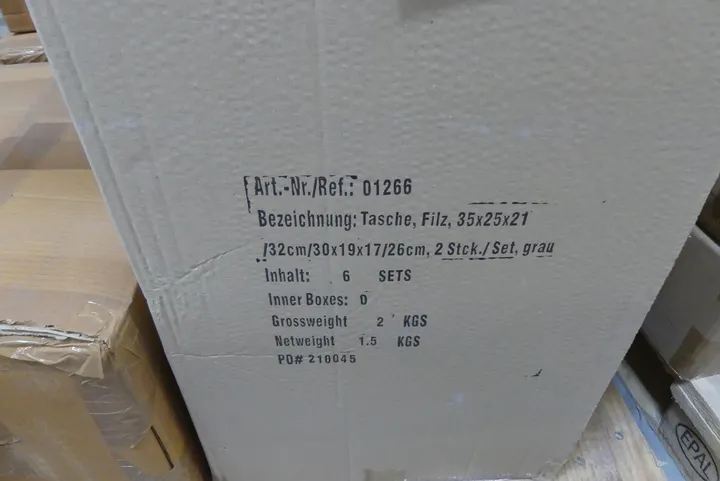 Art.-Nr./Ref.: 01266
Bezeichnung: Tasche, Filz, 35x25x21
/32cm/30x19x17/26cm, 2 Stck./ Set, grau
Inhalt: 6 SETS
Inner Boxes: 0
Grossweight 2 KGS
Netweight 1.5 KGS
PO# 210045
EPAL